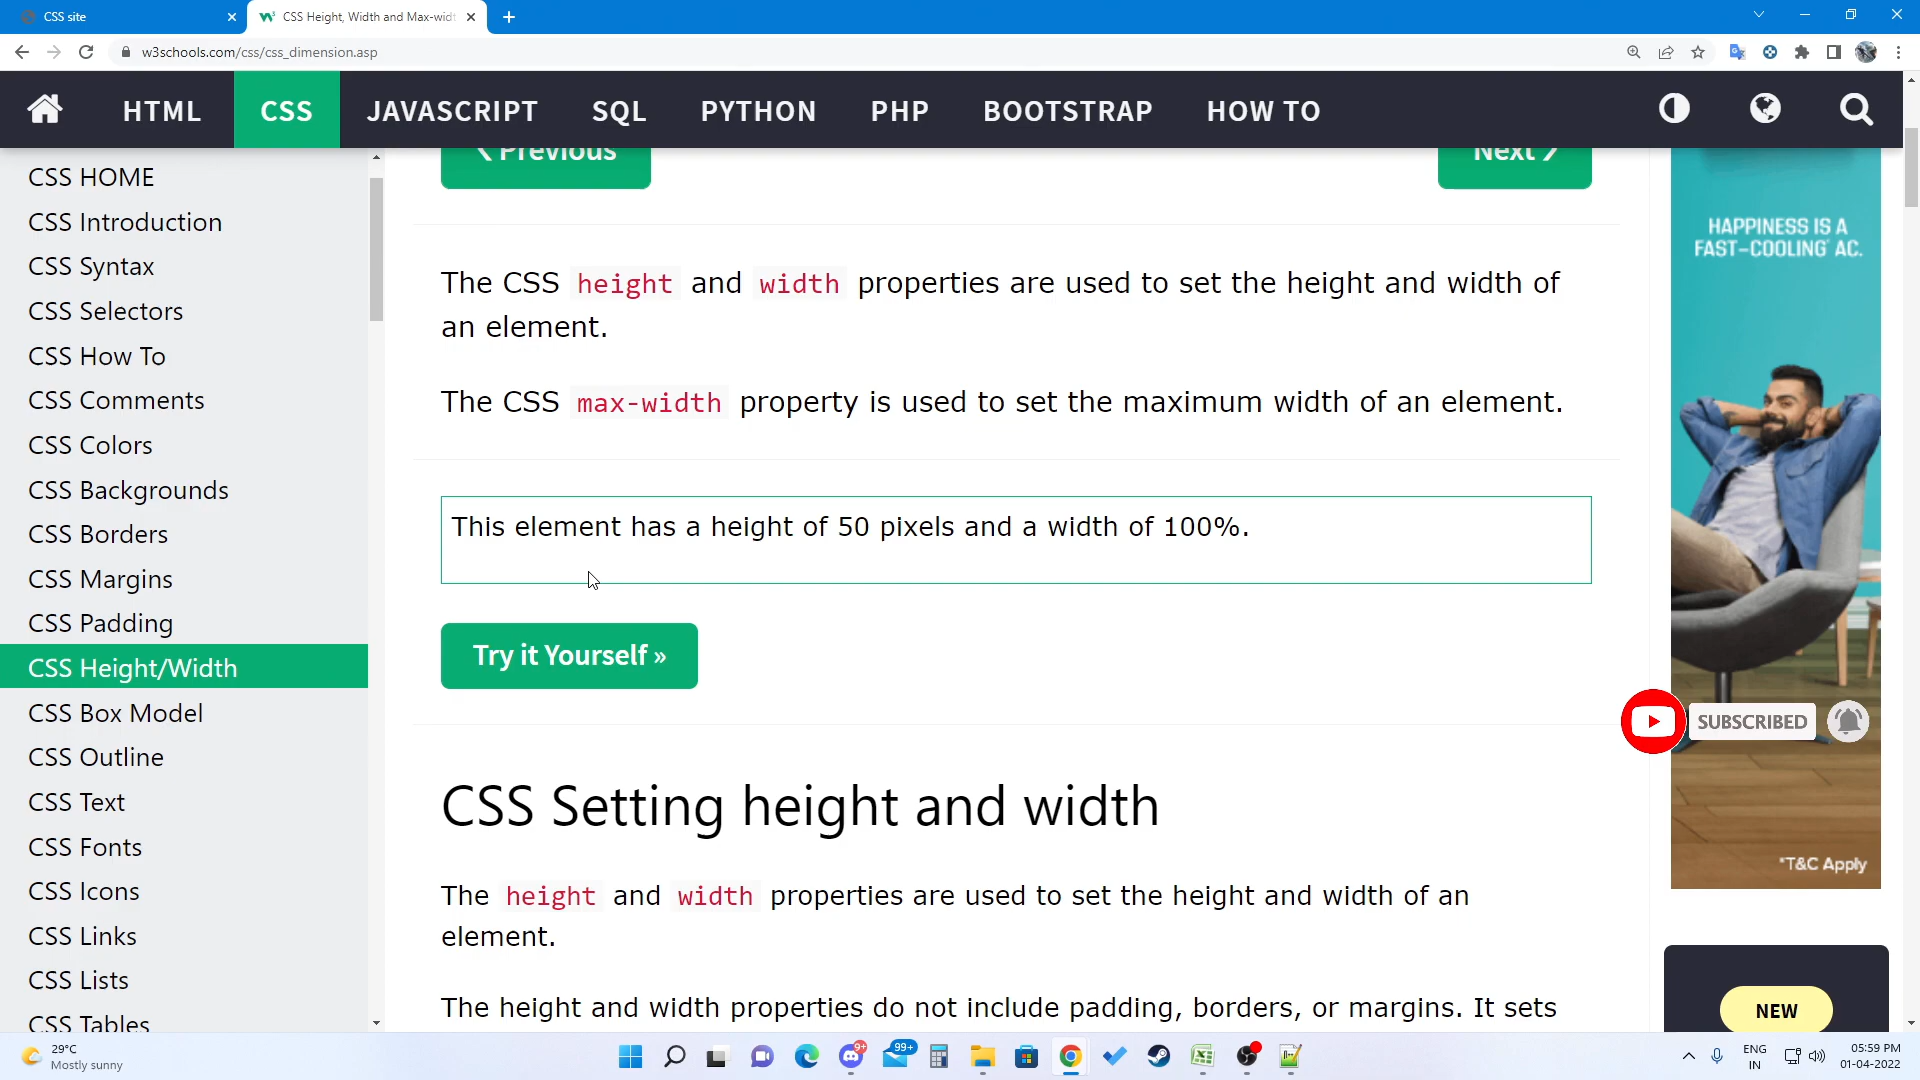 CSS site
CSS Height, Width and Max-widt
w3schools.com/css/css_dimension.asp
HTML
CSS
JAVASCRIPT
SQL
PYTHON
PHP
BOOTSTRAP
HOW TO
CSS HOME
CSS Introduction
CSS Syntax
CSS Selectors
CSS How To
CSS Comments
CSS Colors
CSS Backgrounds
CSS Borders
CSS Margins
CSS Padding
CSS Height/Width
CSS Box Model
CSS Outline
CSS Text
CSS Fonts
CSS Icons
CSS Links
CSS Lists
CSS Tables
❮ Previous
Next ❯
The CSS height and width properties are used to set the height and width of
an element.
The CSS max-width property is used to set the maximum width of an element.
This element has a height of 50 pixels and a width of 100%.
Try it Yourself »
CSS Setting height and width
The height and width properties are used to set the height and width of an
element.
The height and width properties do not include padding, borders, or margins. It sets
HAPPINESS IS A
FAST-COOLING* AC.
SUBSCRIBED
*T&C Apply
NEW
29°C
Mostly sunny
9+
99+
ENG
IN
05:59 PM
01-04-2022